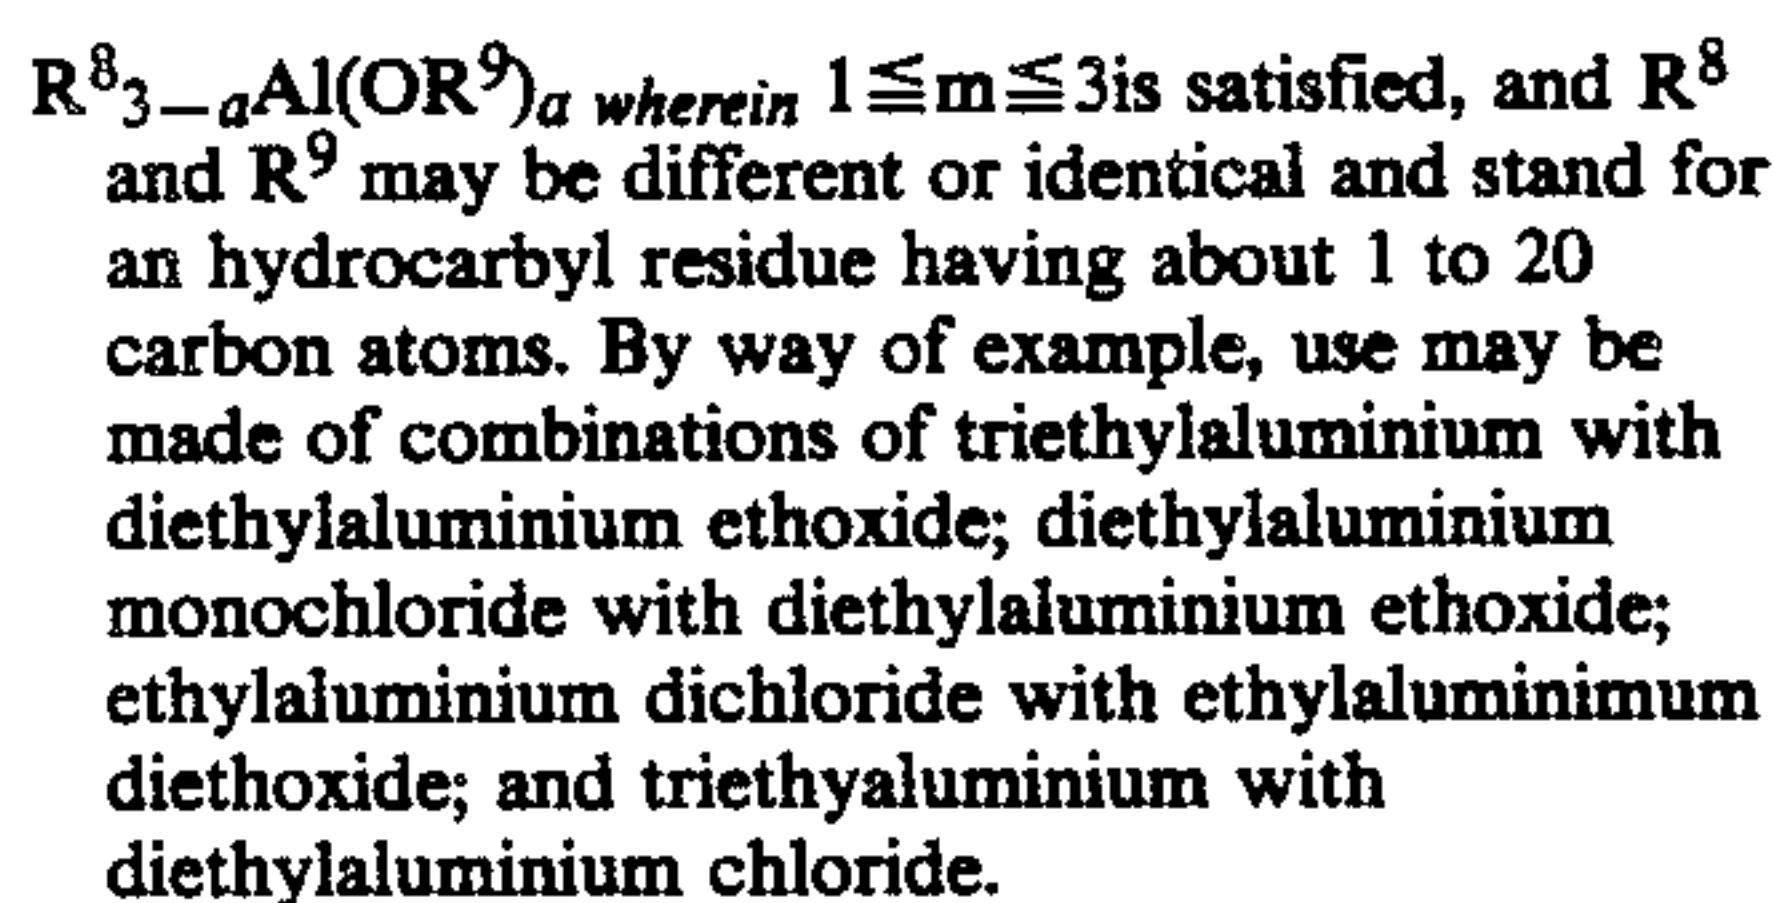 R⁸₃₋ₐAl(OR⁹)ₐ wherein 1≦m≦3is satisfied, and R⁸
and R⁹ may be different or identical and stand for
an hydrocarbyl residue having about 1 to 20
carbon atoms. By way of example, use may be
made of combinations of triethylaluminium with
diethylaluminium ethoxide; diethylaluminium
monochloride with diethylaluminium ethoxide;
ethylaluminium dichloride with ethylaluminimum
diethoxide; and triethyaluminium with
diethylaluminium chloride.